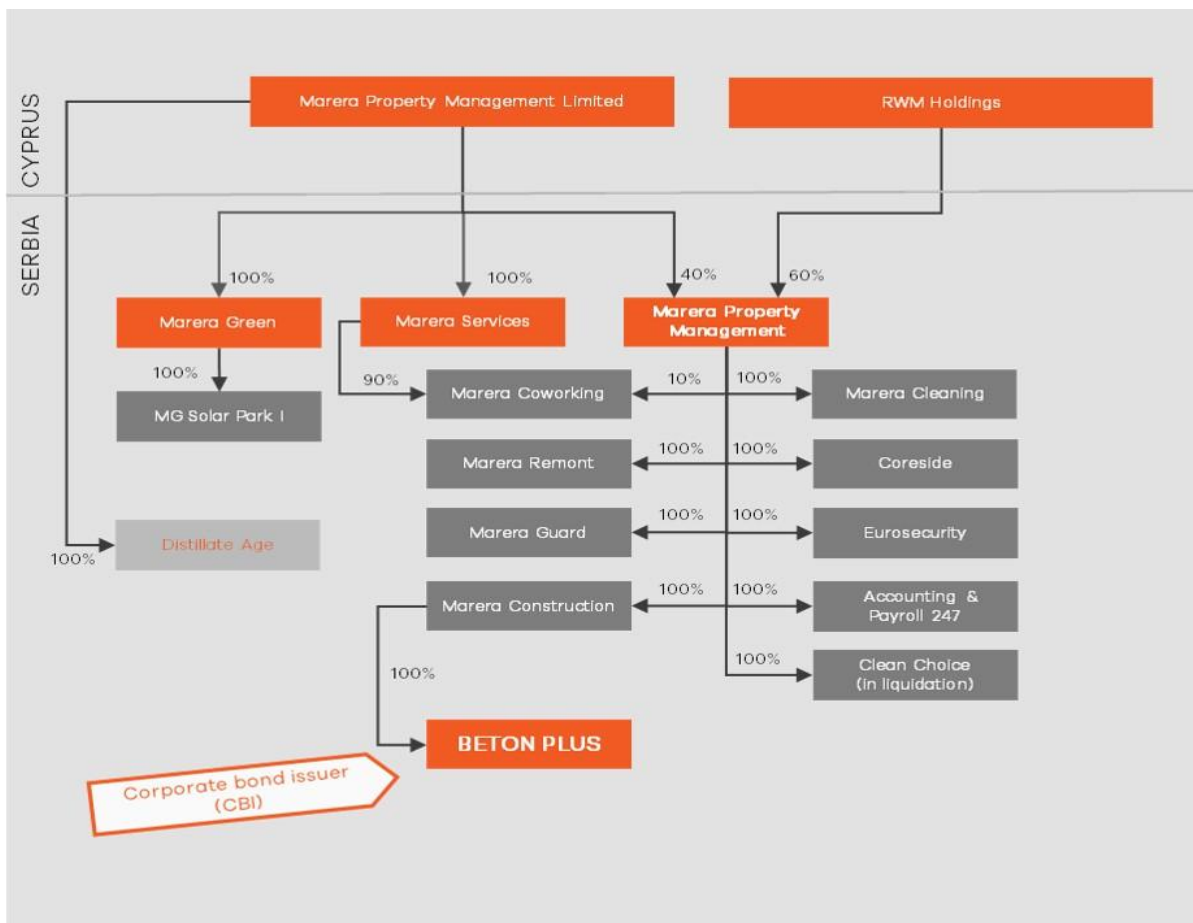 CYPRUS
Marera Property Management Limited
RWM Holdings
SERBIA
100%
100%
40%
60%
Marera Green
Marera Services
Marera Property
Management
100%
90%
Marera Coworking
10%
100%
Marera Cleaning
MG Solar Park I
Marera Remont
100%
100%
Coreside
Marera Guard
100%
100%
Eurosecurity
Distillate Age
100%
Marera Construction
100%
100%
Accounting &
Payroll 247
100%
100%
Clean Choice
(in liquidation)
BETON PLUS
Corporate bond issuer
(CBI)